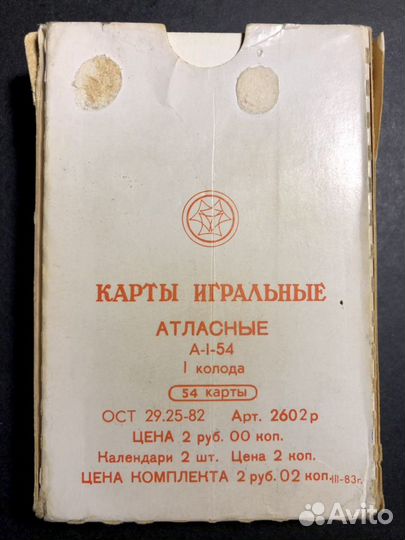 КАРТЫ ИГРАЛЬНЫЕ
АТЛАСНЫЕ
А-I-54
I колода
54 карты
ОСТ 29.25-82 Арт. 2602р
ЦЕНА 2 руб. 00 коп.
Календари 2 шт. Цена 2 коп.
ЦЕНА КОМПЛЕКТА 2 руб. 02 коп. III-83г.
Avito